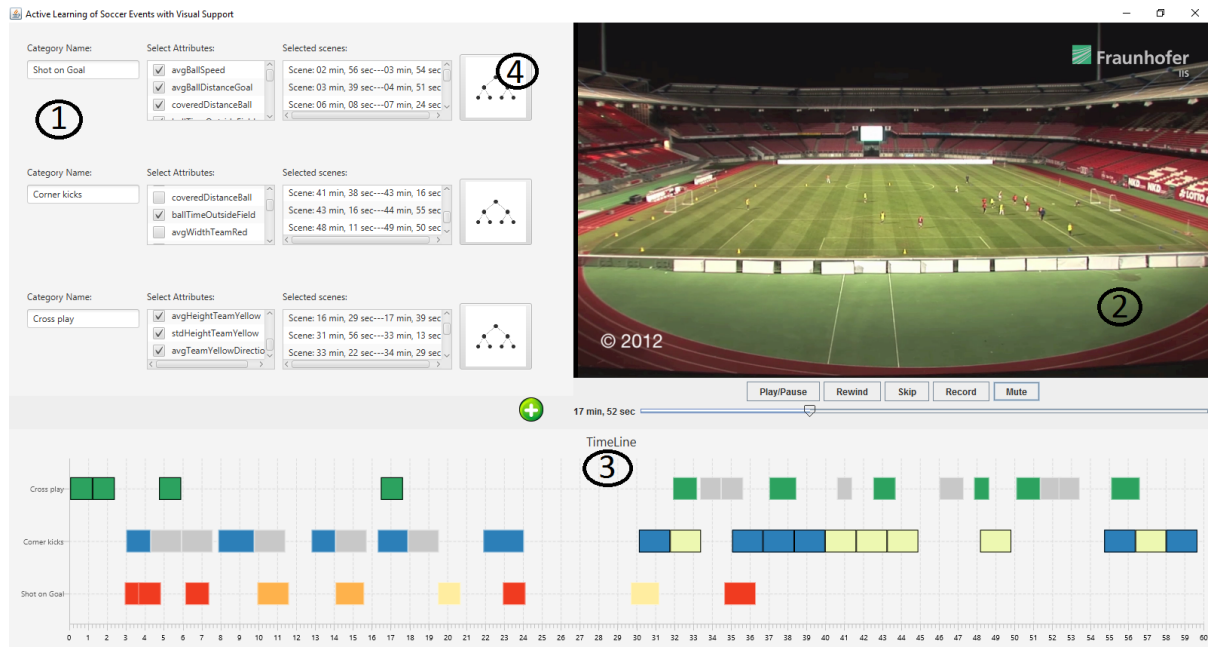 Active Learning of Soccer Events with Visual Support
Category Name:
Select Attributes:
Selected scenes:
Shot on Goal
avgBallSpeed
avgBallDistanceGoal
coveredDistanceBall
Scene: 02 min, 56 sec---03 min, 54 sec
Scene: 03 min, 39 sec---04 min, 51 sec
Scene: 06 min, 08 sec---07 min, 24 sec
1
4
Category Name:
Select Attributes:
Selected scenes:
Corner kicks
coveredDistanceBall
ballTimeOutsideField
avgWidthTeamRed
Scene: 41 min, 38 sec---43 min, 16 sec
Scene: 43 min, 16 sec---44 min, 55 sec
Scene: 48 min, 11 sec---49 min, 50 sec
Category Name:
Select Attributes:
Selected scenes:
Cross play
avgHeightTeamYellow
stdHeightTeamYellow
avgTeamYellowDirectio
Scene: 16 min, 29 sec---17 min, 39 sec
Scene: 31 min, 56 sec---33 min, 13 sec
Scene: 33 min, 22 sec---34 min, 29 sec
Fraunhofer
IIS
NKD
LOTTO
2
© 2012
Play/Pause Rewind Skip Record Mute
17 min, 52 sec
TimeLine
3
Cross play
Corner kicks
Shot on Goal
0 1 2 3 4 5 6 7 8 9 10 11 12 13 14 15 16 17 18 19 20 21 22 23 24 25 26 27 28 29 30 31 32 33 34 35 36 37 38 39 40 41 42 43 44 45 46 47 48 49 50 51 52 53 54 55 56 57 58 59 60